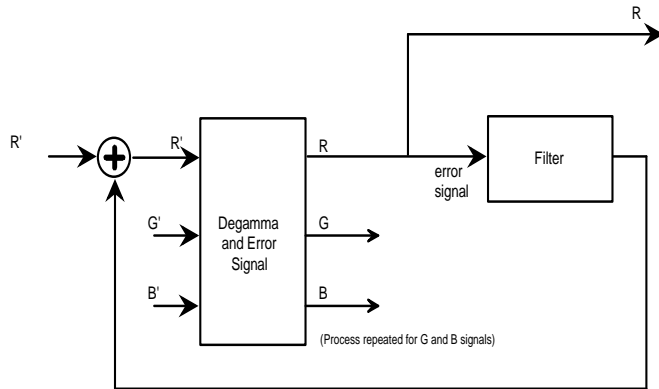 R
R'
R'
R
error
signal
Filter
G'
Degamma
and Error
Signal
G
B'
B
(Process repeated for G and B signals)